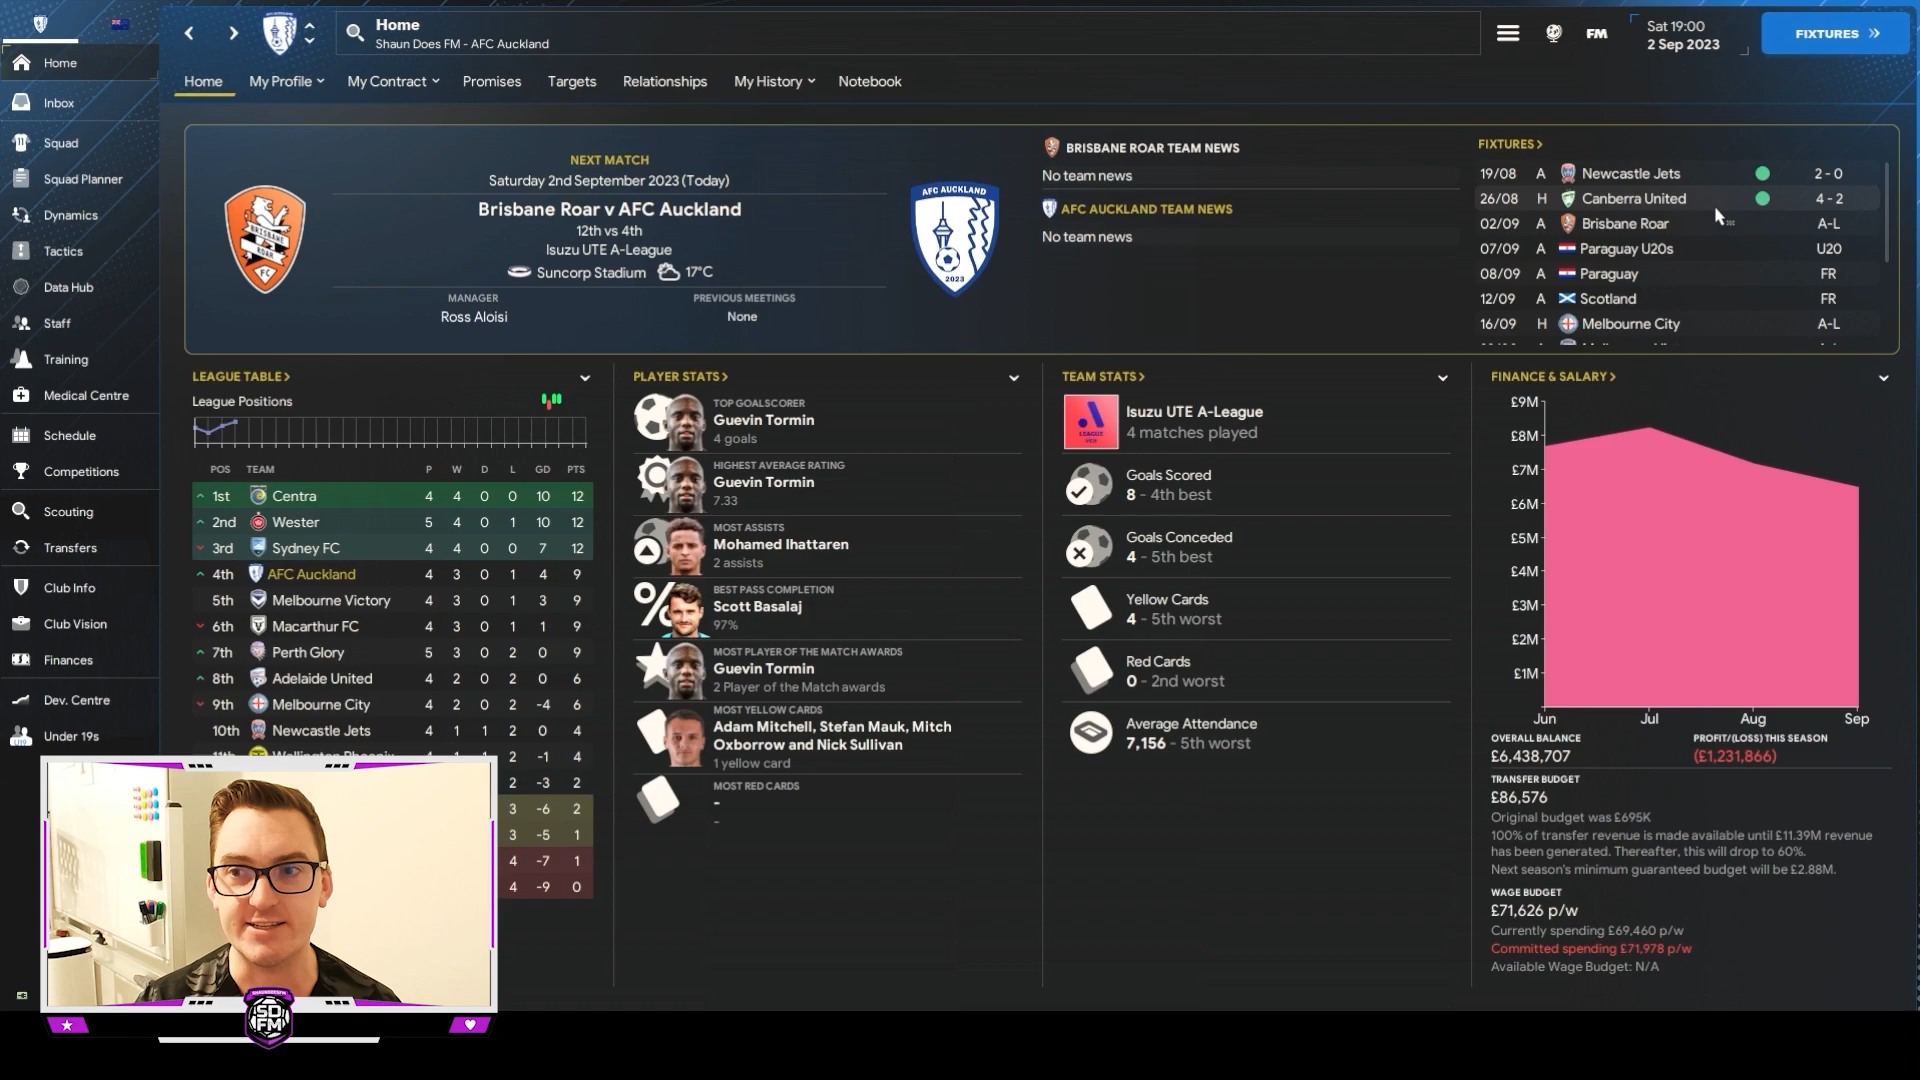 Home
Shaun Does FM - AFC Auckland
FM
Sat 19:00
2 Sep 2023
FIXTURES
Home
Inbox
Squad
Squad Planner
Dynamics
Tactics
Data Hub
Staff
Training
Medical Centre
Schedule
Competitions
Scouting
Transfers
Club Info
Club Vision
Finances
Dev. Centre
Under 19s
Home
My Profile
My Contract
Promises
Targets
Relationships
My History
Notebook
NEXT MATCH
Saturday 2nd September 2023 (Today)
Brisbane Roar v AFC Auckland
12th vs 4th
Isuzu UTE A-League
Suncorp Stadium 17°C
MANAGER
Ross Aloisi
PREVIOUS MEETINGS
None
BRISBANE ROAR FC
AFC AUCKLAND
2023
BRISBANE ROAR TEAM NEWS
No team news
AFC AUCKLAND TEAM NEWS
No team news
FIXTURES >
19/08 A Newcastle Jets 2 - 0
26/08 H Canberra United 4 - 2
02/09 A Brisbane Roar A-L
07/09 A Paraguay U20s U20
08/09 A Paraguay FR
12/09 A Scotland FR
16/09 H Melbourne City A-L
LEAGUE TABLE >
League Positions
POS TEAM P W D L GD PTS
1st Centra 4 4 0 0 10 12
2nd Wester 5 4 0 1 10 12
3rd Sydney FC 4 4 0 0 7 12
4th AFC Auckland 4 3 0 1 4 9
5th Melbourne Victory 4 3 0 1 3 9
6th Macarthur FC 4 3 0 1 1 9
7th Perth Glory 5 3 0 2 0 9
8th Adelaide United 4 2 0 2 0 6
9th Melbourne City 4 2 0 2 -4 6
10th Newcastle Jets 4 1 1 2 0 4
11th Wellington Phoenix 4 1 1 2 -1 4
2 -3 2
3 -6 2
3 -5 1
4 -7 1
4 -9 0
PLAYER STATS >
TOP GOALSCORER
Guevin Tormin
4 goals
HIGHEST AVERAGE RATING
Guevin Tormin
7.33
MOST ASSISTS
Mohamed Ihattaren
2 assists
BEST PASS COMPLETION
Scott Basalaj
97%
MOST PLAYER OF THE MATCH AWARDS
Guevin Tormin
2 Player of the Match awards
MOST YELLOW CARDS
Adam Mitchell, Stefan Mauk, Mitch
Oxborrow and Nick Sullivan
1 yellow card
MOST RED CARDS
-
-
TEAM STATS >
Isuzu UTE A-League
4 matches played
Goals Scored
8 - 4th best
Goals Conceded
4 - 5th best
Yellow Cards
4 - 5th worst
Red Cards
0 - 2nd worst
Average Attendance
7,156 - 5th worst
FINANCE & SALARY >
£9M
£8M
£7M
£6M
£5M
£4M
£3M
£2M
£1M
Jun Jul Aug Sep
OVERALL BALANCE
£6,438,707
PROFIT/(LOSS) THIS SEASON
(£1,231,866)
TRANSFER BUDGET
£86,576
Original budget was £695K
100% of transfer revenue is made available until £11.39M revenue
has been generated. Thereafter, this will drop to 60%.
Next season's minimum guaranteed budget will be £2.88M.
WAGE BUDGET
£71,626 p/w
Currently spending £69,460 p/w
Committed spending £71,978 p/w
Available Wage Budget: N/A
SHAUNDOESFM
SD
FM